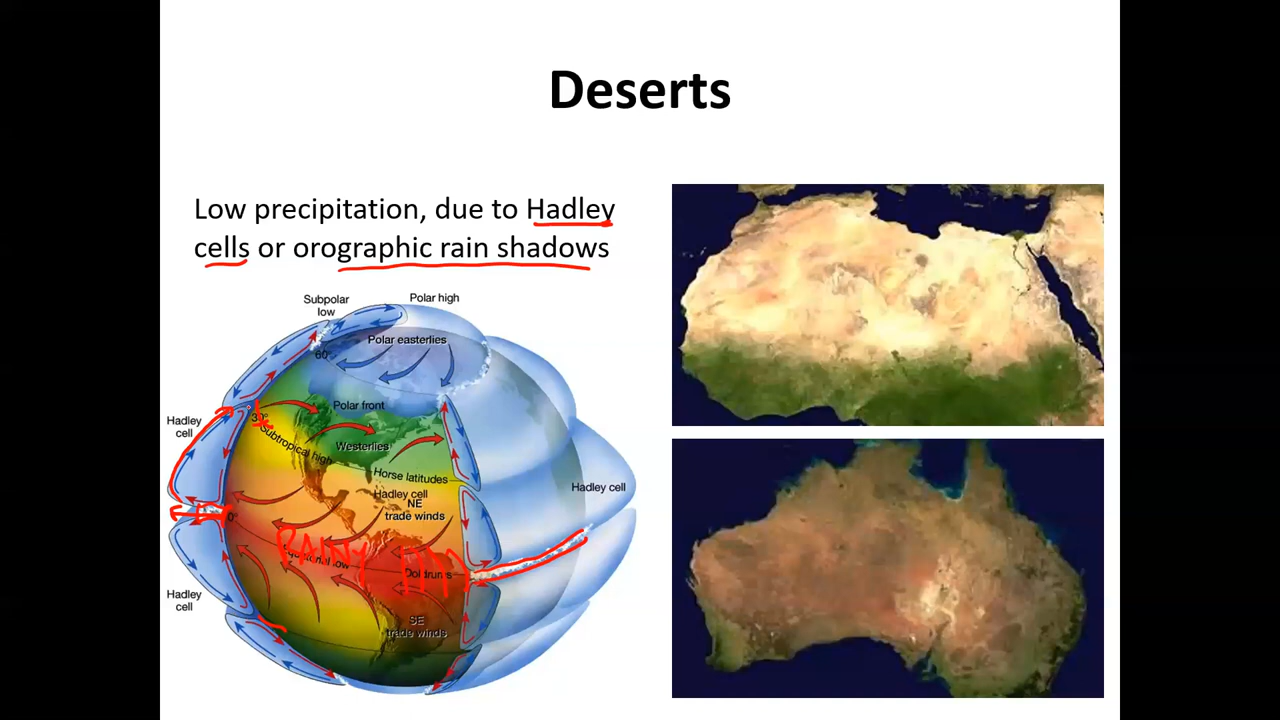 Deserts
Low precipitation, due to Hadley
cells or orographic rain shadows
Polar high
Subpolar
low
Polar easterlies
60°
Polar front
30°
Hadley
cell
Subtropical high
Westerlies
Horse latitudes
Hadley cell
Hadley cell
NE
trade winds
0°
RAINY
Equatorial low
Doldrums
Hadley
cell
SE
trade winds